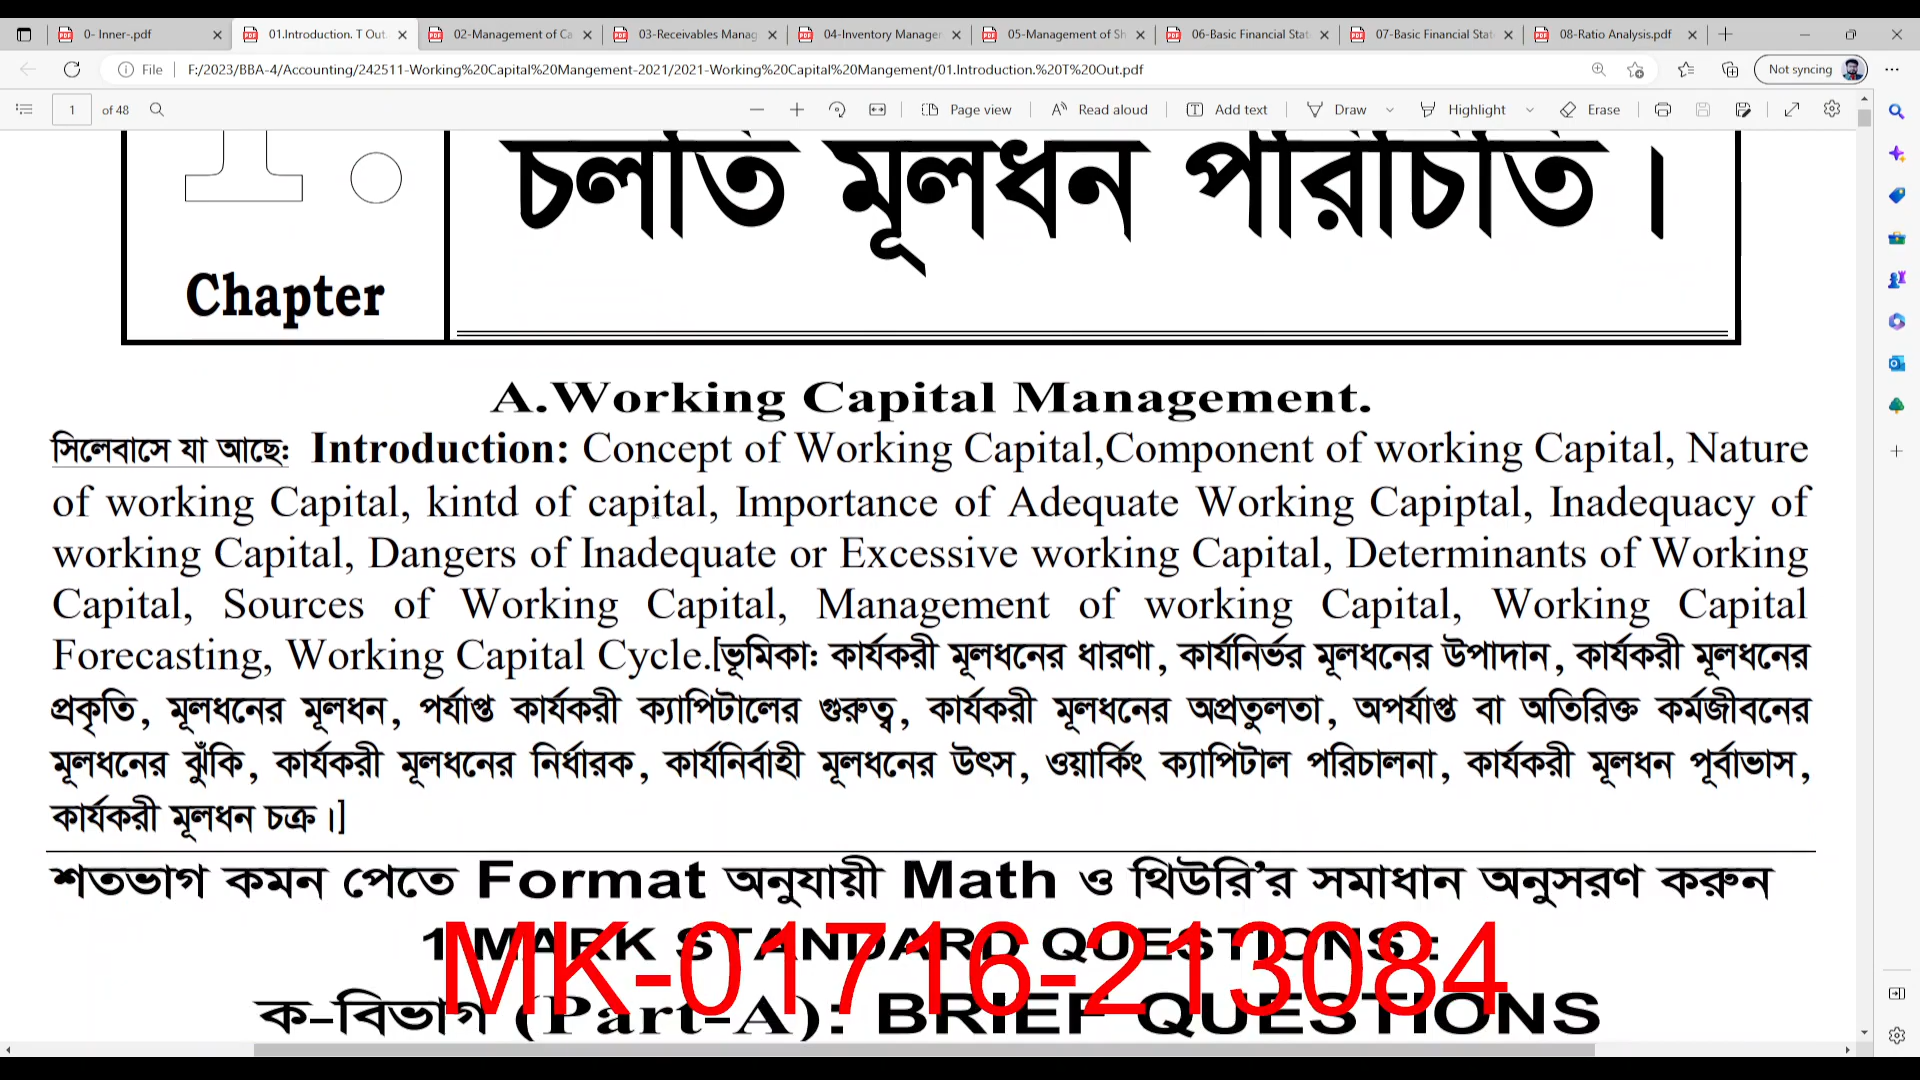 0- Inner-.pdf
01.Introduction. T Out.
02-Management of Ca
03-Receivables Manag
04-Inventory Manager
05-Management of Sh
06-Basic Financial Stat
07-Basic Financial Stat
08-Ratio Analysis.pdf
File
F:/2023/BBA-4/Accounting/242511-Working%20Capital%20Mangement-2021/2021-Working%20Capital%20Mangement/01.Introduction.%20T%20Out.pdf
Not syncing
1 of 48
Page view
Read aloud
Add text
Draw
Highlight
Erase
1.
Chapter
চলতি মূলধন পরিচিতি।
A.Working Capital Management.
সিলেবাসে যা আছেঃ Introduction: Concept of Working Capital,Component of working Capital, Nature
of working Capital, kintd of capital, Importance of Adequate Working Capiptal, Inadequacy of
working Capital, Dangers of Inadequate or Excessive working Capital, Determinants of Working
Capital, Sources of Working Capital, Management of working Capital, Working Capital
Forecasting, Working Capital Cycle.[ভূমিকাঃ কার্যকরী মূলধনের ধারণা, কার্যনির্ভর মূলধনের উপাদান, কার্যকরী মূলধনের
প্রকৃতি, মূলধনের মূলধন, পর্যাপ্ত কার্যকরী ক্যাপিটালের গুরুত্ব, কার্যকরী মূলধনের অপ্রতুলতা, অপর্যাপ্ত বা অতিরিক্ত কর্মজীবনের
মূলধনের ঝুঁকি, কার্যকরী মূলধনের নির্ধারক, কার্যনির্বাহী মূলধনের উৎস, ওয়ার্কিং ক্যাপিটাল পরিচালনা, কার্যকরী মূলধন পূর্বাভাস,
কার্যকরী মূলধন চক্র।]
শতভাগ কমন পেতে Format অনুযায়ী Math ও থিউরি’র সমাধান অনুসরণ করুন
1 MARK STANDARD QUESTIONS :
MK-01716-213084
ক-বিভাগ (Part-A): BRIEF QUESTIONS